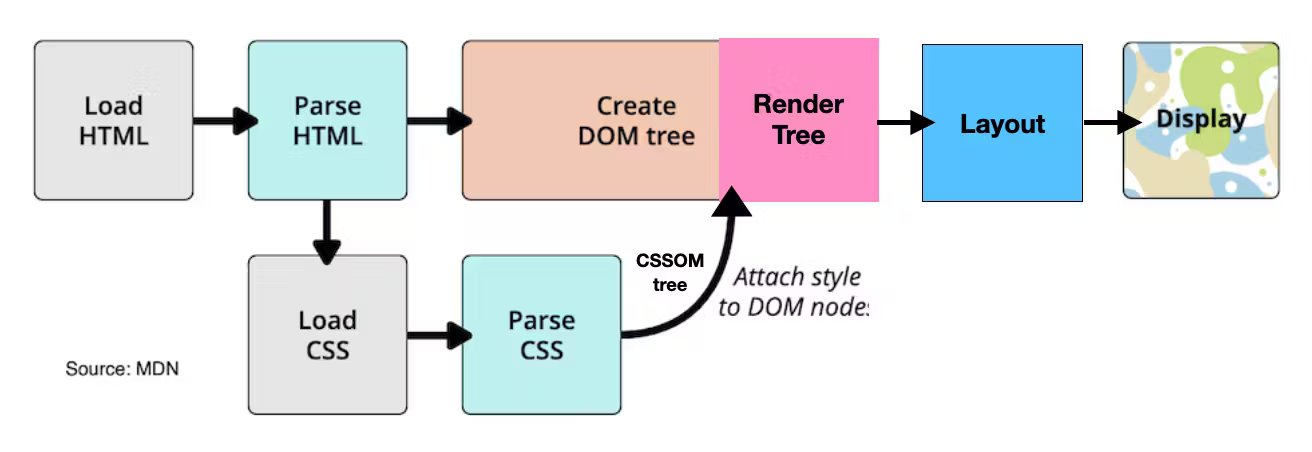 Load
HTML
Parse
HTML
Create
DOM tree
Render
Tree
Layout
Display
Load
CSS
Parse
CSS
CSSOM
tree
Attach style
to DOM node:
Source: MDN